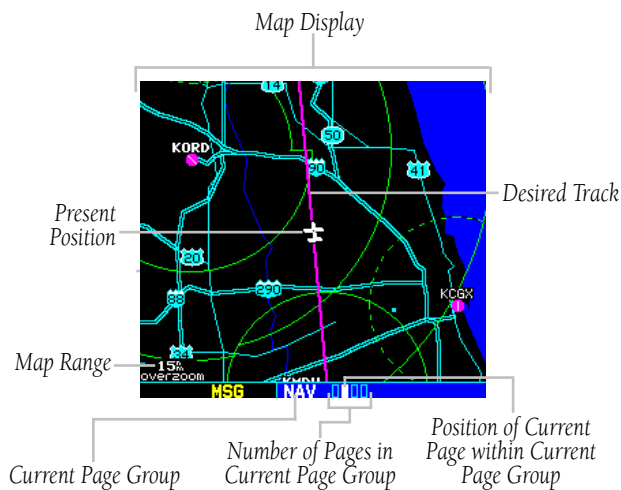 Map Display
14
50
KORD
90
41
Desired Track
Present
Position
20
290
KCGX
88
34
Map Range
15
overzoom
MSG
NAV
Current Page Group
Number of Pages in
Current Page Group
Position of Current
Page within Current
Page Group